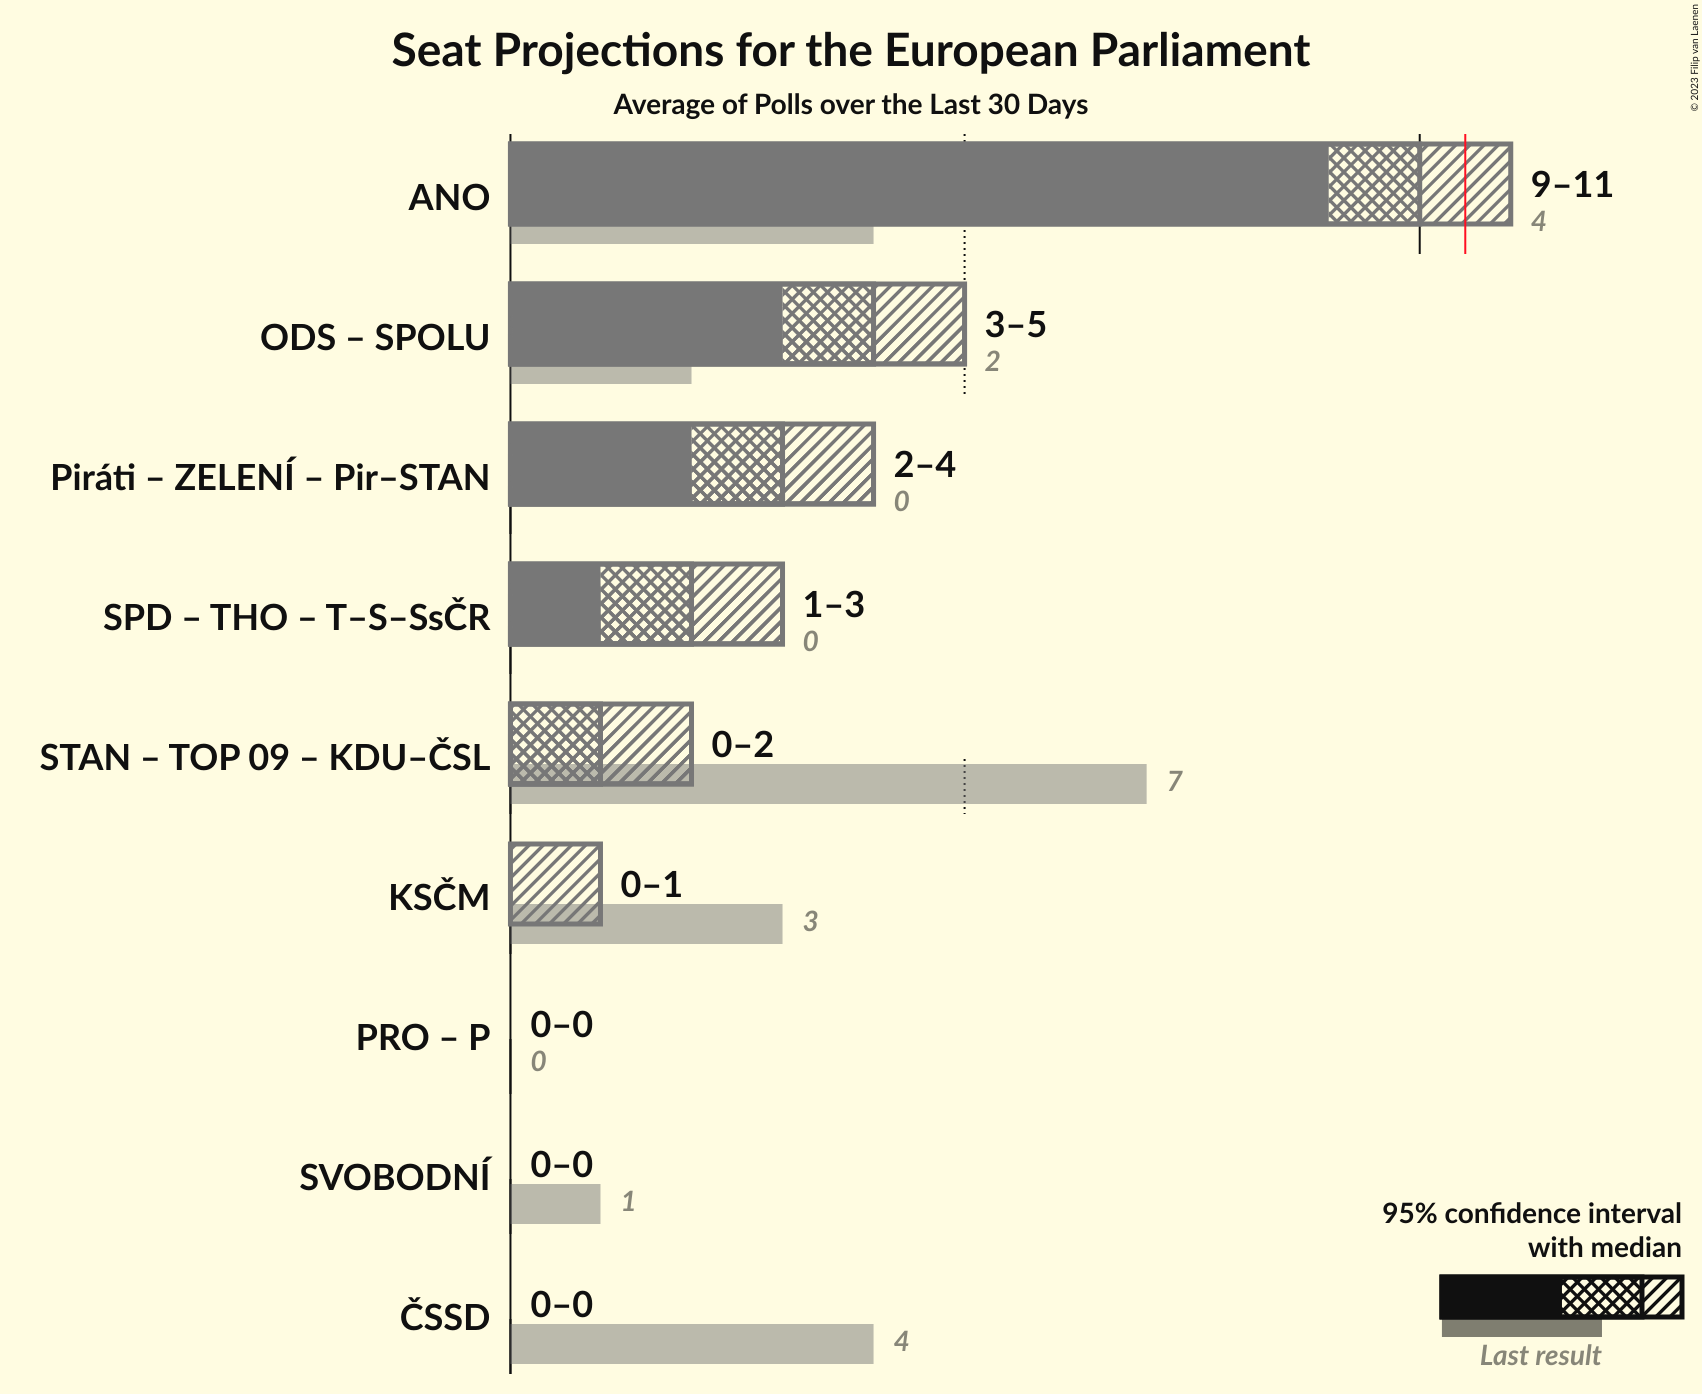 Seat Projections for the European Parliament
Average of Polls over the Last 30 Days
© 2023 Filip van Laenen
ANO
9–11
4
ODS – SPOLU
3–5
2
Piráti – ZELENÍ – Pir–STAN
2–4
0
SPD – THO – T–S–SsČR
1–3
0
STAN – TOP 09 – KDU–ČSL
0–2
7
KSČM
0–1
3
PRO – P
0–0
0
SVOBODNÍ
0–0
1
ČSSD
0–0
4
95% confidence interval
with median
Last result